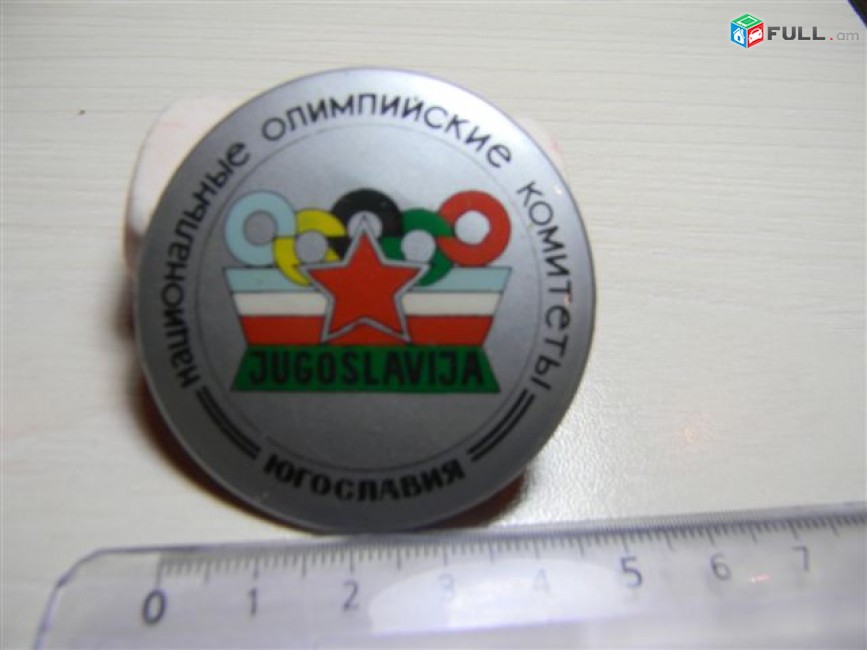 FULL.am
национальные олимпийские комитеты
JUGOSLAVIJA
югославия
0 1 2 3 4 5 6 7